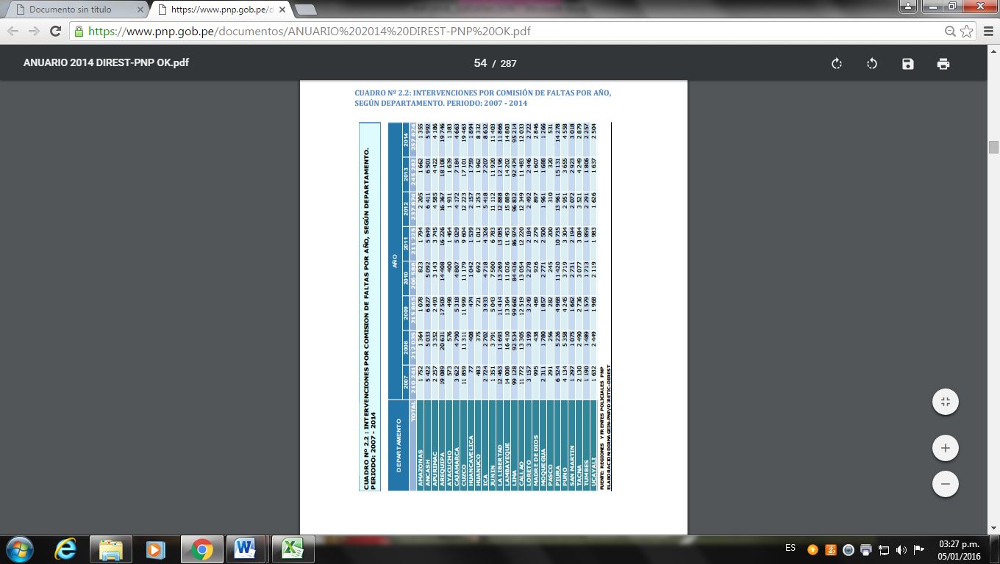 Documento sin título
https://www.pnp.gob.pe/d
https://www.pnp.gob.pe/documentos/ANUARIO%202014%20DIREST-PNP%20OK.pdf
ANUARIO 2014 DIREST-PNP OK.pdf
54 / 287
CUADRO Nº 2.2: INTERVENCIONES POR COMISIÓN DE FALTAS POR AÑO,
SEGÚN DEPARTAMENTO. PERIODO: 2007 - 2014
CUADRO Nº 2.2 : INTERVENCIONES POR COMISION DE FALTAS POR AÑO, SEGÚN DEPARTAMENTO.
PERIODO: 2007 - 2014
DEPARTAMENTO AÑO
2007 2008 2009 2010 2011 2012 2013 2014
TOTAL 210 241 212 035 215 865 206 588 211 225 237 874 245 282 257 824
AMAZONAS 1 752 1 364 1 078 823 1 794 2 205 1 662 1 355
ANCASH 5 422 5 033 6 827 5 092 5 649 6 411 6 501 5 992
APURIMAC 2 257 3 352 2 493 3 143 3 745 4 585 4 422 4 186
AREQUIPA 19 089 20 631 17 509 14 408 16 226 16 367 18 108 19 746
AYACUCHO 573 576 498 400 1 464 1 931 1 639 1 383
CAJAMARCA 3 622 4 790 5 318 4 807 5 029 4 172 7 184 4 663
CUZCO 11 859 11 311 11 999 11 179 9 604 12 223 17 101 19 463
HUANCAVELICA 77 408 474 1 042 1 539 2 157 1 759 1 894
HUANUCO 483 375 721 692 1 012 1 253 1 962 8 332
ICA 2 724 2 702 3 933 4 718 4 326 5 418 7 207 8 632
JUNIN 1 351 3 791 5 043 7 500 6 783 11 112 11 920 11 403
LA LIBERTAD 12 463 11 693 11 414 13 269 13 085 12 888 12 196 11 866
LAMBAYEQUE 14 008 16 410 13 364 11 026 11 453 15 889 14 202 14 803
LIMA 99 128 92 534 99 660 84 436 86 974 96 832 92 474 95 214
CALLAO 11 772 13 305 12 519 13 054 12 220 12 349 11 483 12 033
LORETO 3 157 3 199 3 249 2 278 2 184 2 492 2 446 2 722
MADRE DE DIOS 995 438 469 926 2 279 897 1 607 2 846
MOQUEGUA 2 311 1 780 1 857 2 771 2 500 1 961 1 688 1 266
PASCO 291 256 282 245 200 310 320 531
PIURA 6 524 5 226 4 968 11 420 10 735 13 961 15 131 14 278
PUNO 4 134 5 358 4 245 3 719 3 304 2 951 3 655 4 558
SAN MARTIN 1 297 1 075 1 662 2 731 2 194 2 072 2 923 3 018
TACNA 2 130 2 490 2 736 3 077 3 084 3 521 4 249 2 879
TUMBES 1 190 1 489 1 579 1 713 1 859 2 291 1 806 2 257
UCAYALI 1 632 2 449 1 968 2 119 1 983 1 626 1 637 2 504
FUENTE: REGIONES Y FRENTES POLICIALES PNP
ELABORACION:DIRNAGEIN-PNP/DIRETIC-DIREST
ES
03:27 p.m.
05/01/2016